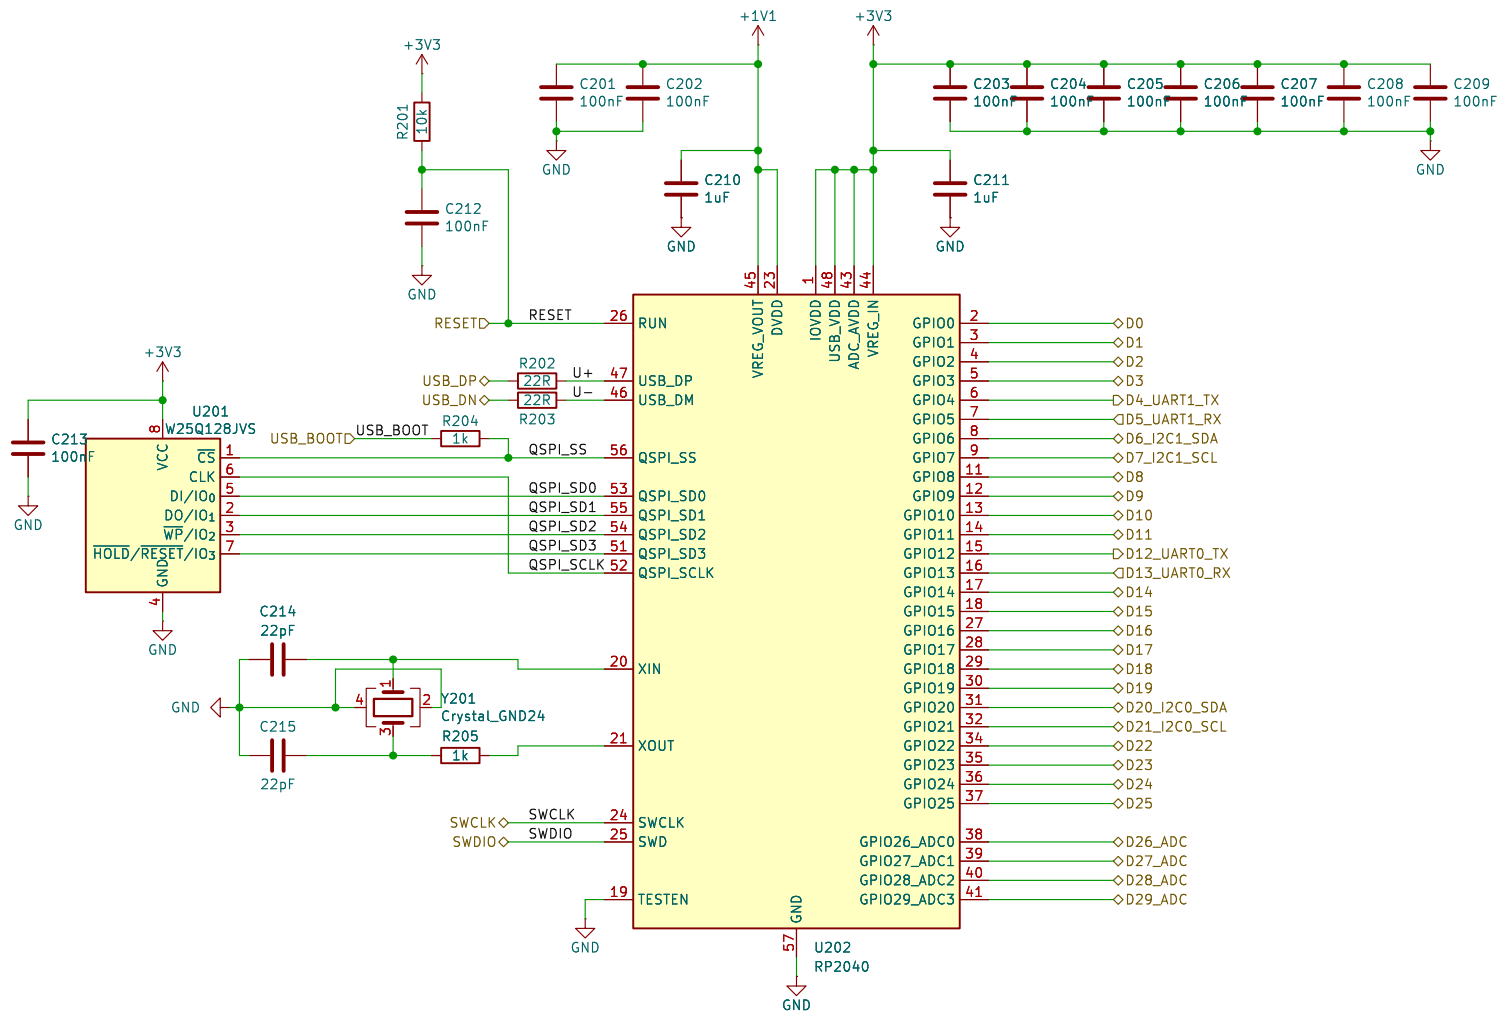 +1V1
+3V3
+3V3
C201
100nF
C202
100nF
C203
100nF
C204
100nF
C205
100nF
C206
100nF
C207
100nF
C208
100nF
C209
100nF
R201
10k
GND
GND
C210
1uF
C211
1uF
C212
100nF
GND
GND
GND
45
23
1
48
43
44
VREG_VOUT
DVDD
IOVDD
USB_VDD
ADC_AVDD
VREG_IN
RESET
RESET
26
RUN
GPIO0
2
D0
GPIO1
3
D1
+3V3
R202
GPIO2
4
D2
USB_DP
22R
U+
47
USB_DP
GPIO3
5
D3
USB_DN
22R
U-
46
USB_DM
GPIO4
6
D4_UART1_TX
U201
R204
R203
GPIO5
7
D5_UART1_RX
W25Q128JVS
8
VCC
USB_BOOT
USB_BOOT
1k
GPIO6
8
D6_I2C1_SDA
C213
100nF
CS
1
QSPI_SS
56
QSPI_SS
GPIO7
9
D7_I2C1_SCL
CLK
6
GPIO8
11
D8
DI/IO0
5
QSPI_SD0
53
QSPI_SD0
GPIO9
12
D9
DO/IO1
2
QSPI_SD1
55
QSPI_SD1
GPIO10
13
D10
GND
WP/IO2
3
QSPI_SD2
54
QSPI_SD2
GPIO11
14
D11
HOLD/RESET/IO3
7
QSPI_SD3
51
QSPI_SD3
GPIO12
15
D12_UART0_TX
GND
4
QSPI_SCLK
52
QSPI_SCLK
GPIO13
16
D13_UART0_RX
GPIO14
17
D14
C214
22pF
GPIO15
18
D15
GPIO16
27
D16
GND
GPIO17
28
D17
20
XIN
GPIO18
29
D18
1
GPIO19
30
D19
GND
4
2
3
Y201
Crystal_GND24
GPIO20
31
D20_I2C0_SDA
C215
22pF
R205
1k
GPIO21
32
D21_I2C0_SCL
21
XOUT
GPIO22
34
D22
GPIO23
35
D23
GPIO24
36
D24
GPIO25
37
D25
SWCLK
SWCLK
24
SWCLK
SWDIO
SWDIO
25
SWD
GPIO26_ADC0
38
D26_ADC
GPIO27_ADC1
39
D27_ADC
GPIO28_ADC2
40
D28_ADC
19
TESTEN
GPIO29_ADC3
41
D29_ADC
GND
GND
57
U202
RP2040
GND